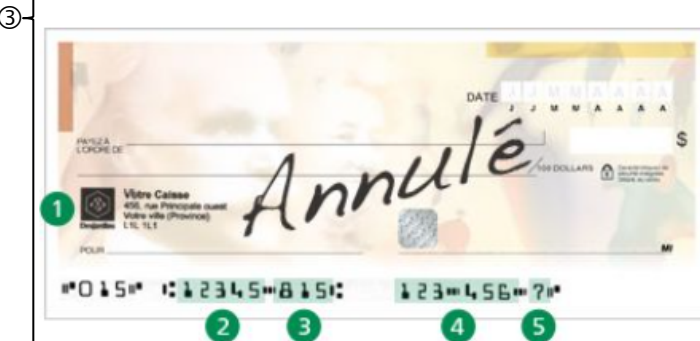 ③
DATE J J M M A A A A
J J M M A A A A
PAYEZ À
L'ORDRE DE
$
Annulé
/100 DOLLARS
1
Desjardins
Votre Caisse
456, rue Principale ouest
Votre ville (Province)
L1L 1L1
POUR
MI
⑈015⑈ ⑆12345⑉815⑆ 123⑉456⑉?⑈
2 3 4 5